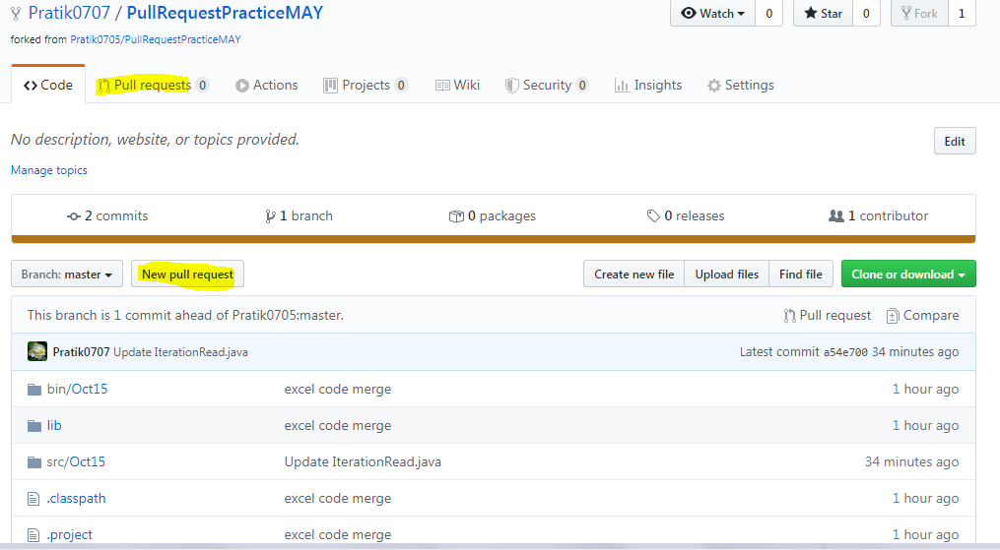 Pratik0707 / PullRequestPracticeMAY Watch 0 Star 0 Fork 1
forked from Pratik0705/PullRequestPracticeMAY
Code Pull requests 0 Actions Projects 0 Wiki Security 0 Insights Settings
No description, website, or topics provided. Edit
Manage topics
2 commits 1 branch 0 packages 0 releases 1 contributor
Branch: master New pull request Create new file Upload files Find file Clone or download
This branch is 1 commit ahead of Pratik0705:master. Pull request Compare
Pratik0707 Update IterationRead.java Latest commit a54e700 34 minutes ago
bin/Oct15 excel code merge 1 hour ago
lib excel code merge 1 hour ago
src/Oct15 Update IterationRead.java 34 minutes ago
.classpath excel code merge 1 hour ago
.project excel code merge 1 hour ago